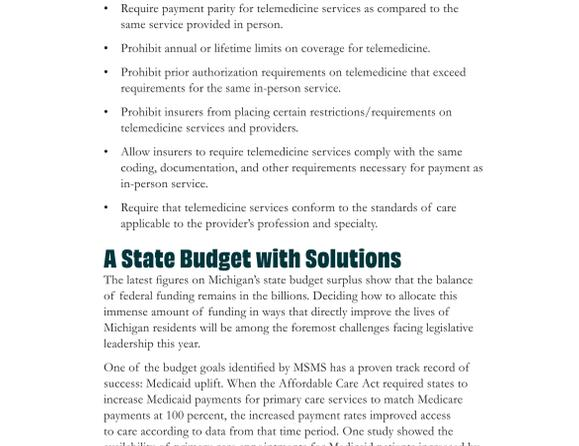 • Require payment parity for telemedicine services as compared to the
same service provided in person.
• Prohibit annual or lifetime limits on coverage for telemedicine.
• Prohibit prior authorization requirements on telemedicine that exceed
requirements for the same in-person service.
• Prohibit insurers from placing certain restrictions/requirements on
telemedicine services and providers.
• Allow insurers to require telemedicine services comply with the same
coding, documentation, and other requirements necessary for payment as
in-person service.
• Require that telemedicine services conform to the standards of care
applicable to the provider's profession and specialty.
A State Budget with Solutions
The latest figures on Michigan's state budget surplus show that the balance
of federal funding remains in the billions. Deciding how to allocate this
immense amount of funding in ways that directly improve the lives of
Michigan residents will be among the foremost challenges facing legislative
leadership this year.
One of the budget goals identified by MSMS has a proven track record of
success: Medicaid uplift. When the Affordable Care Act required states to
increase Medicaid payments for primary care services to match Medicare
payments at 100 percent, the increased payment rates improved access
to care according to data from that time period. One study showed the